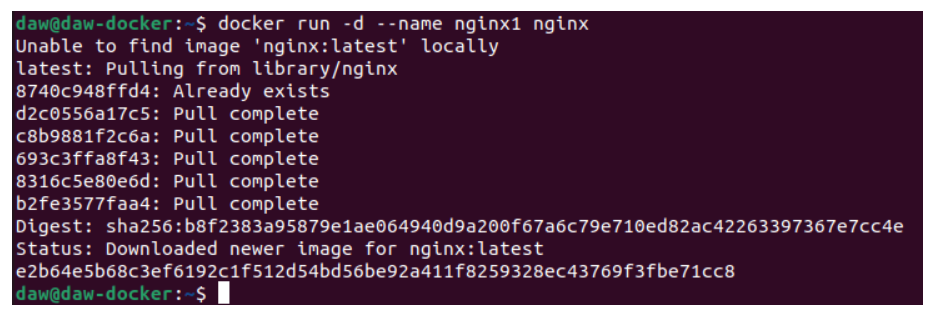 daw@daw-docker:~$ docker run -d --name nginx1 nginx
Unable to find image 'nginx:latest' locally
latest: Pulling from library/nginx
8740c948ffd4: Already exists
d2c0556a17c5: Pull complete
c8b9881f2c6a: Pull complete
693c3ffa8f43: Pull complete
8316c5e80e6d: Pull complete
b2fe3577faa4: Pull complete
Digest: sha256:b8f2383a95879e1ae064940d9a200f67a6c79e710ed82ac42263397367e7cc4e
Status: Downloaded newer image for nginx:latest
e2b64e5b68c3ef6192c1f512d54bd56be92a411f8259328ec43769f3fbe71cc8
daw@daw-docker:~$